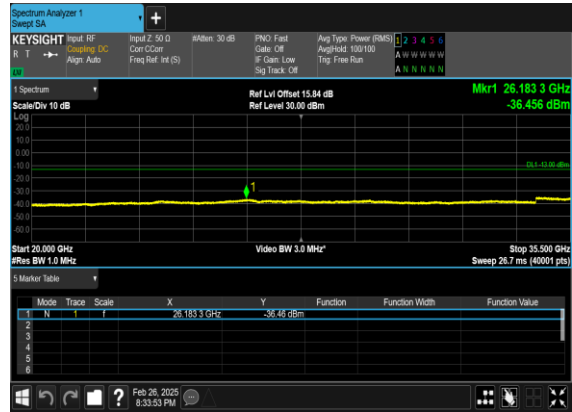 Spectrum Analyzer 1
Swept SA
+
KEYSIGHT
R T
Input: RF
Coupling: DC
Align: Auto
Input Z: 50 Ω
Corr CCorr
Freq Ref: Int (S)
#Atten: 30 dB
PNO: Fast
Gate: Off
IF Gain: Low
Sig Track: Off
Avg Type: Power (RMS)
Avg|Hold: 100/100
Trig: Free Run
1 2 3 4 5 6
A W W W W W
A N N N N N
1 Spectrum
Scale/Div 10 dB
Ref Lvl Offset 15.84 dB
Ref Level 30.00 dBm
Mkr1 26.183 3 GHz
-36.456 dBm
Log
20.0
10.0
0.00
-10.0
-20.0
-30.0
-40.0
-50.0
-60.0
DL1 -13.00 dBm
1
Start 20.000 GHz
#Res BW 1.0 MHz
Video BW 3.0 MHz*
Stop 35.500 GHz
Sweep 26.7 ms (40001 pts)
5 Marker Table
Mode Trace Scale X Y Function Function Width Function Value
1 N 1 f 26.183 3 GHz -36.46 dBm
2
3
4
5
6
?
Feb 26, 2025
8:33:53 PM